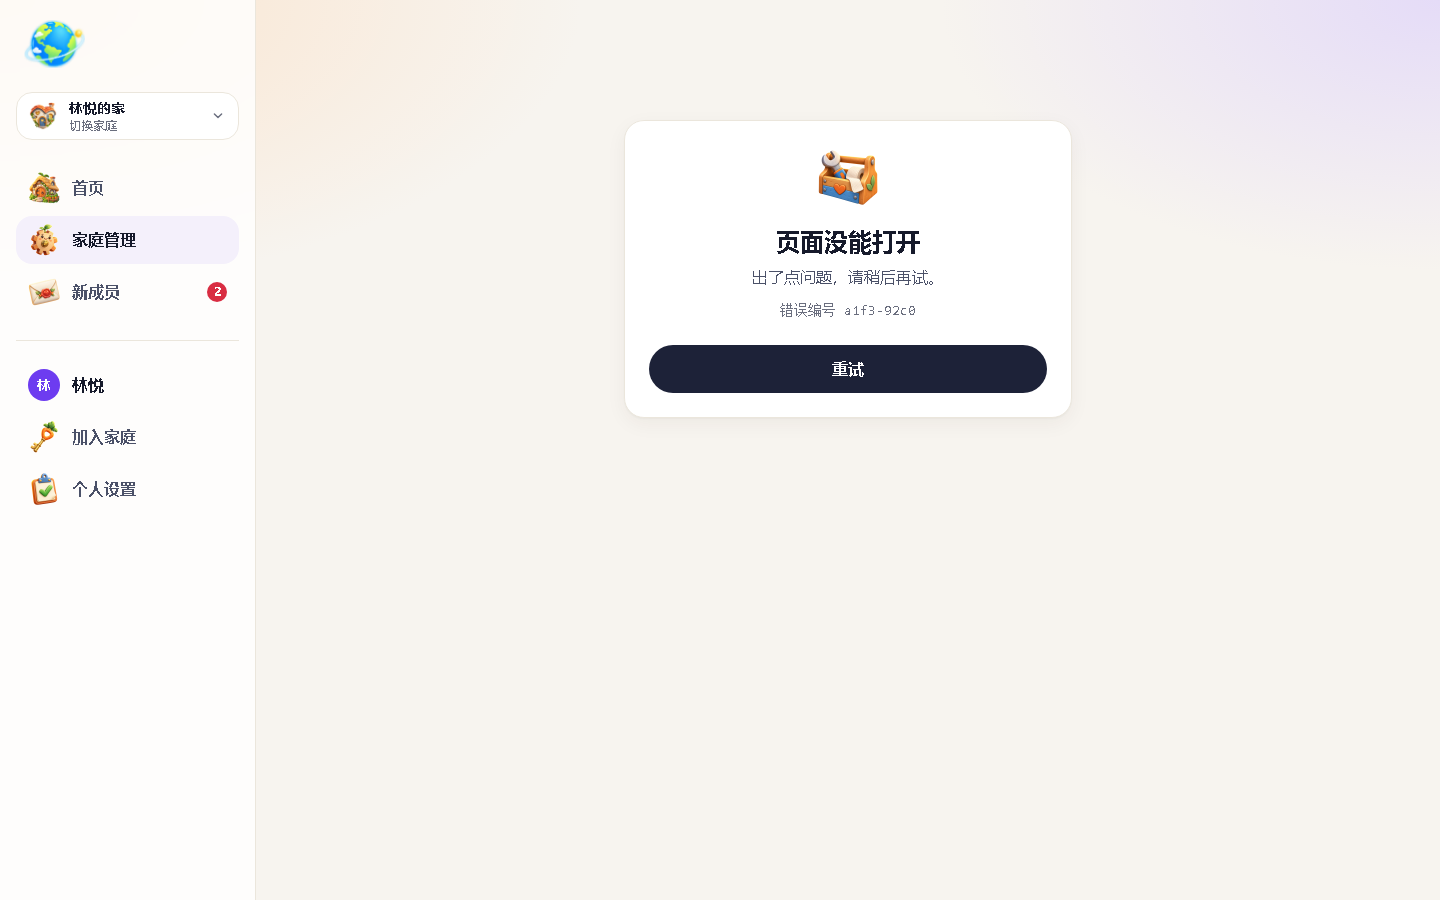 林悦的家
切换家庭
首页
家庭管理
新成员
2
林
林悦
加入家庭
个人设置
页面没能打开
出了点问题，请稍后再试。
错误编号 a1f3-92c0
重试